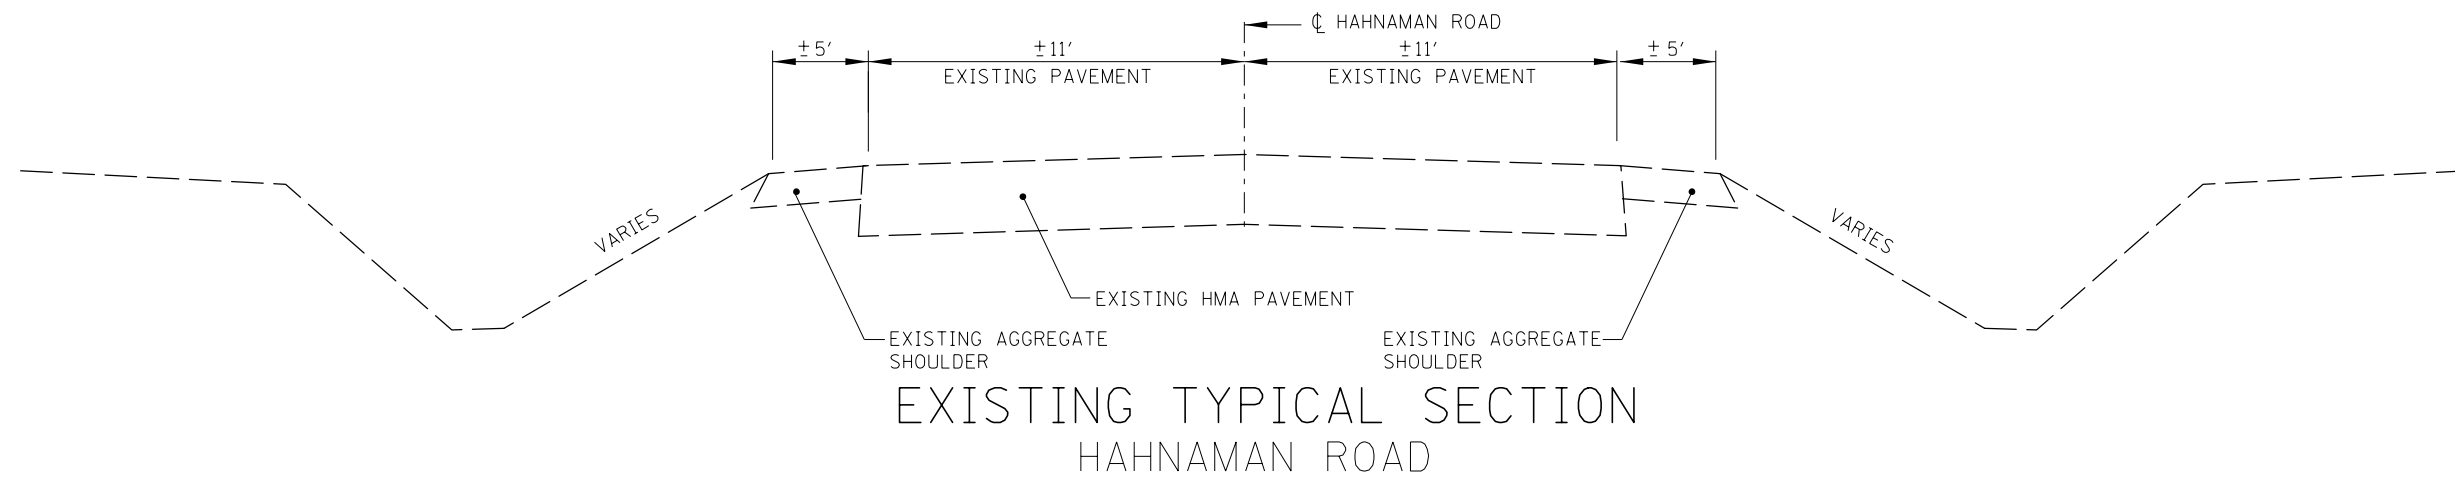 ℄ HAHNAMAN ROAD
±5'
±11'
±11'
±5'
EXISTING PAVEMENT
EXISTING PAVEMENT
VARIES
VARIES
EXISTING HMA PAVEMENT
EXISTING AGGREGATE
SHOULDER
EXISTING AGGREGATE
SHOULDER
EXISTING TYPICAL SECTION
HAHNAMAN ROAD